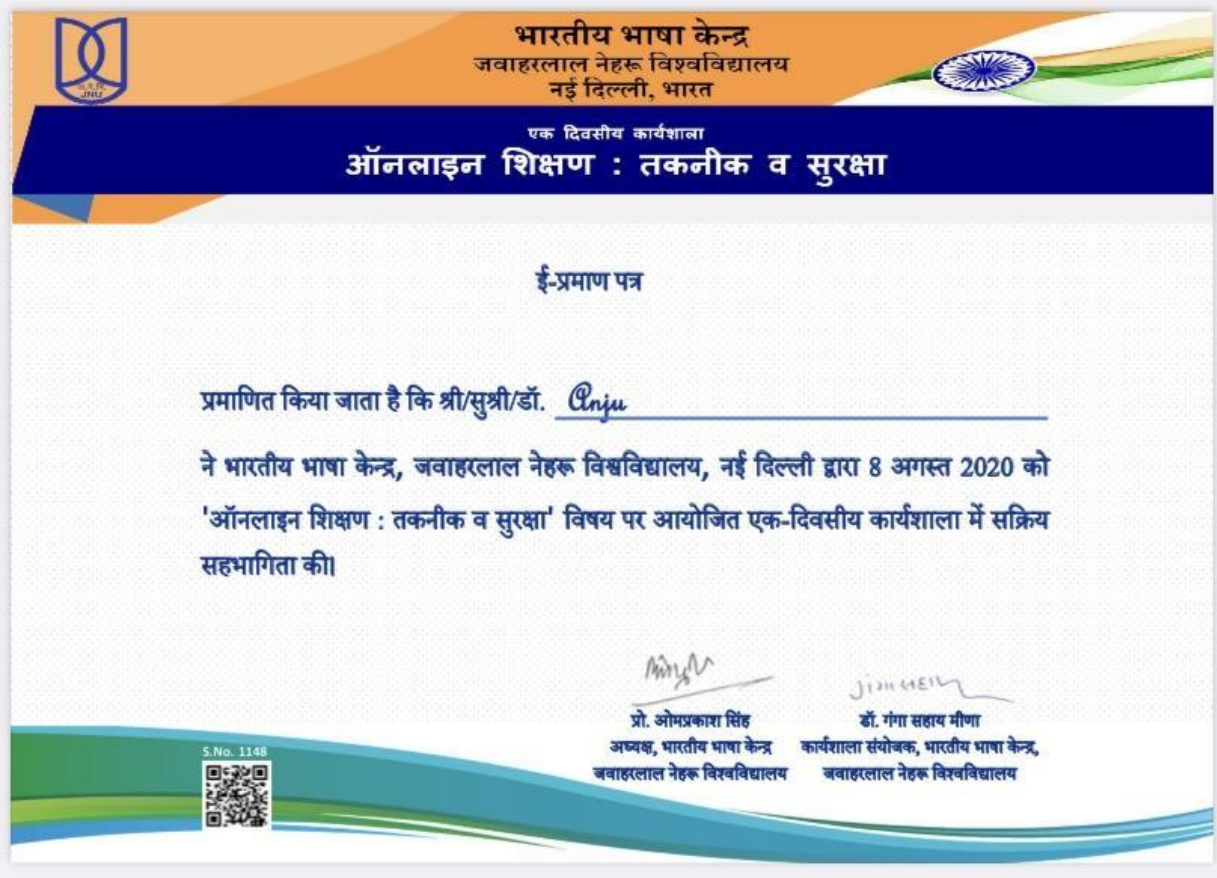 भारतीय भाषा केन्द्र
जवाहरलाल नेहरू विश्वविद्यालय
नई दिल्ली, भारत
JNU
एक दिवसीय कार्यशाला
ऑनलाइन शिक्षण : तकनीक व सुरक्षा
ई-प्रमाण पत्र
प्रमाणित किया जाता है कि श्री/सुश्री/डॉ. Anju
ने भारतीय भाषा केन्द्र, जवाहरलाल नेहरू विश्वविद्यालय, नई दिल्ली द्वारा 8 अगस्त 2020 को
'ऑनलाइन शिक्षण : तकनीक व सुरक्षा' विषय पर आयोजित एक-दिवसीय कार्यशाला में सक्रिय
सहभागिता की।
प्रो. ओमप्रकाश सिंह
अध्यक्ष, भारतीय भाषा केन्द्र
जवाहरलाल नेहरू विश्वविद्यालय
डॉ. गंगा सहाय मीणा
कार्यशाला संयोजक, भारतीय भाषा केन्द्र,
जवाहरलाल नेहरू विश्वविद्यालय
S.No. 1148